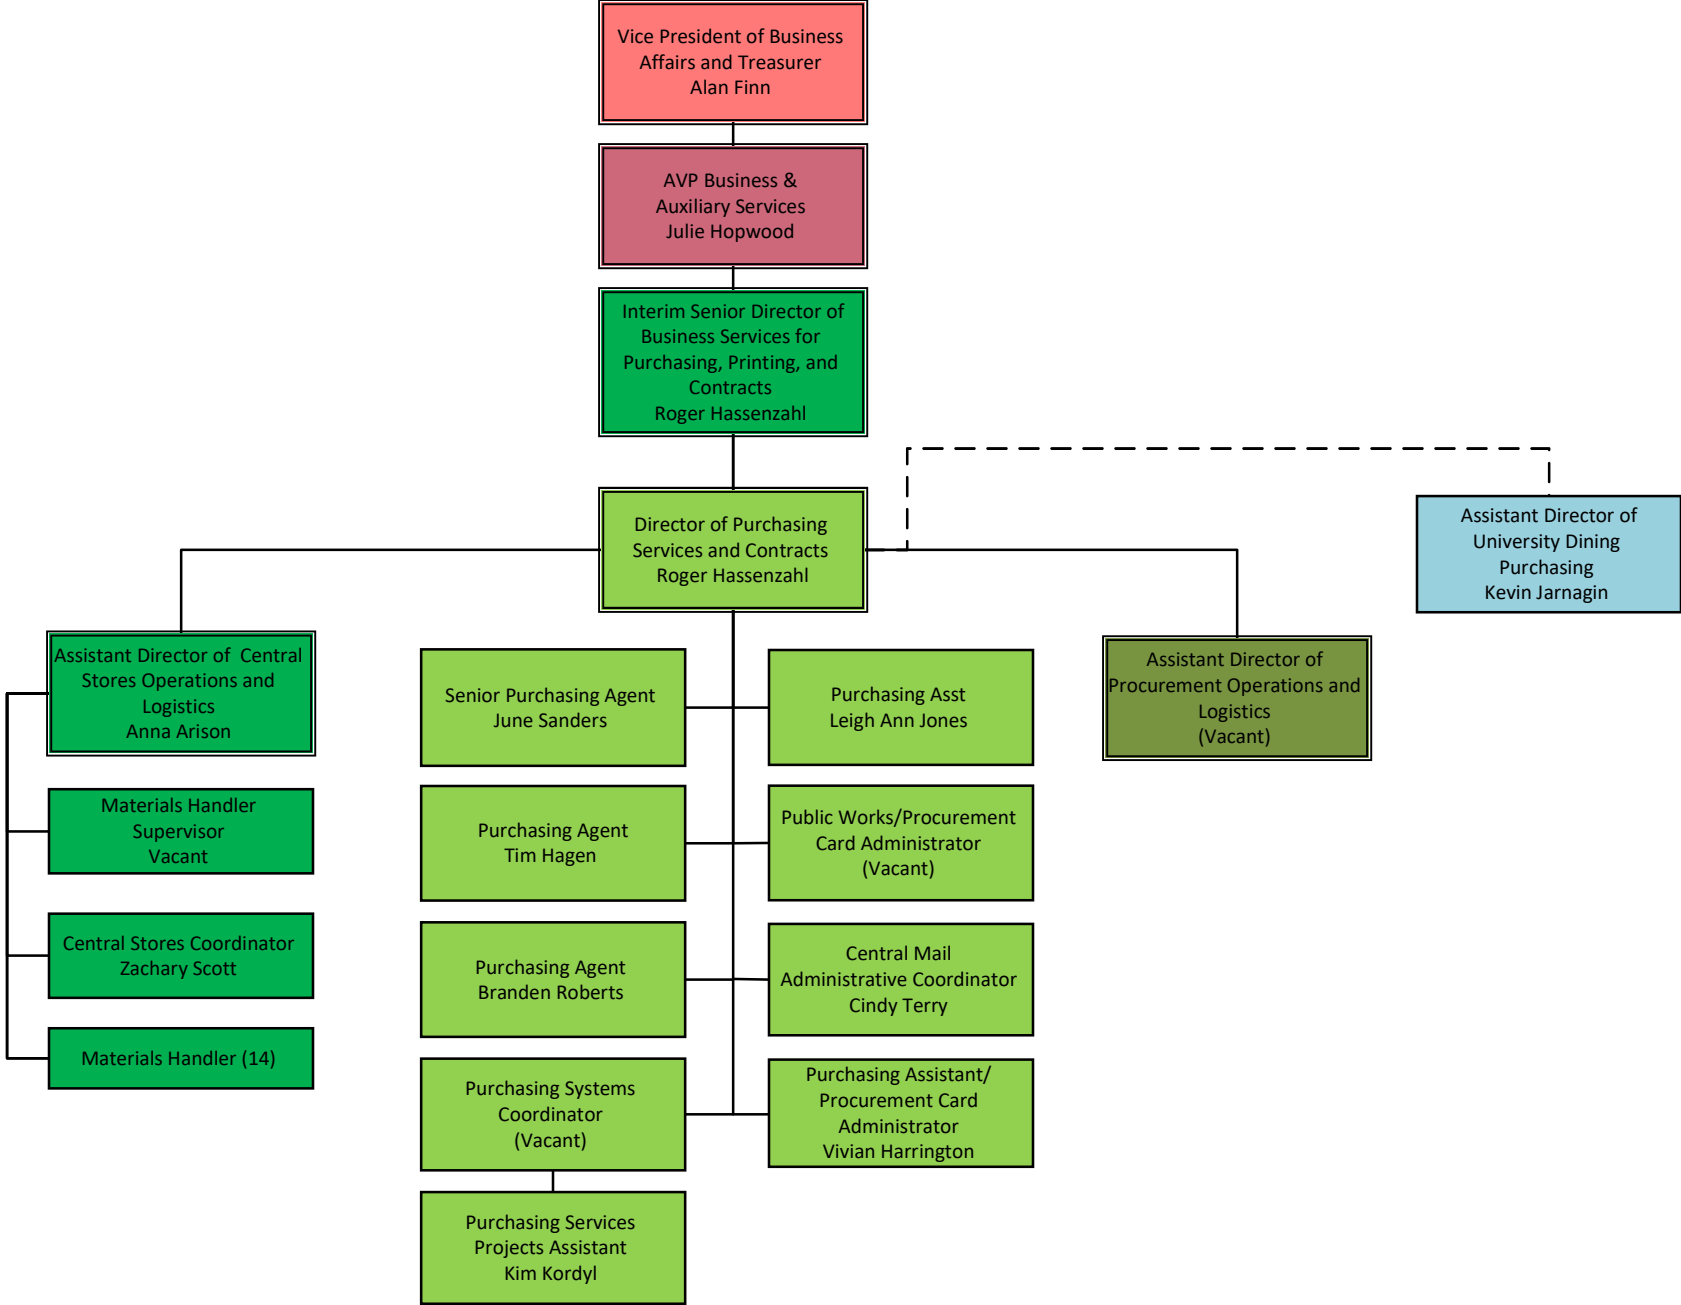 Vice President of Business
Affairs and Treasurer
Alan Finn
AVP Business &
Auxiliary Services
Julie Hopwood
Interim Senior Director of
Business Services for
Purchasing, Printing, and
Contracts
Roger Hassenzahl
Director of Purchasing
Services and Contracts
Roger Hassenzahl
Assistant Director of
University Dining
Purchasing
Kevin Jarnagin
Assistant Director of Central
Stores Operations and
Logistics
Anna Arison
Materials Handler
Supervisor
Vacant
Central Stores Coordinator
Zachary Scott
Materials Handler (14)
Senior Purchasing Agent
June Sanders
Purchasing Agent
Tim Hagen
Purchasing Agent
Branden Roberts
Purchasing Systems
Coordinator
(Vacant)
Purchasing Services
Projects Assistant
Kim Kordyl
Purchasing Asst
Leigh Ann Jones
Public Works/Procurement
Card Administrator
(Vacant)
Central Mail
Administrative Coordinator
Cindy Terry
Purchasing Assistant/
Procurement Card
Administrator
Vivian Harrington
Assistant Director of
Procurement Operations and
Logistics
(Vacant)